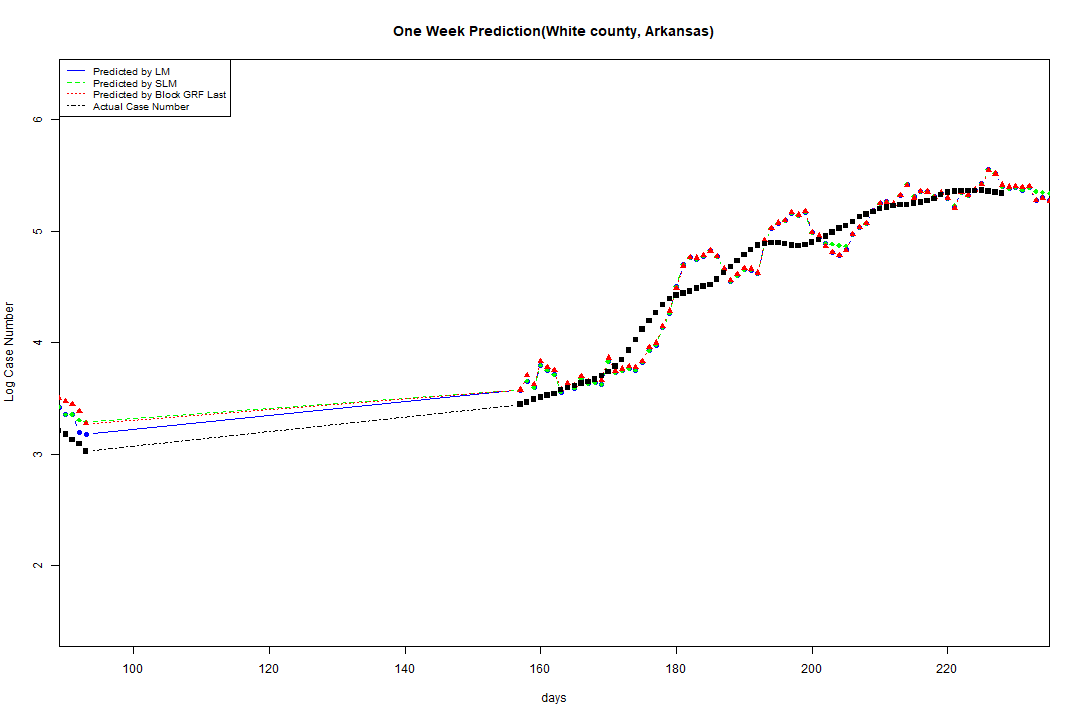 One Week Prediction(White county, Arkansas)
Predicted by LM
Predicted by SLM
Predicted by Block GRF Last
Actual Case Number
6
5
4
3
2
Log Case Number
100 120 140 160 180 200 220
days